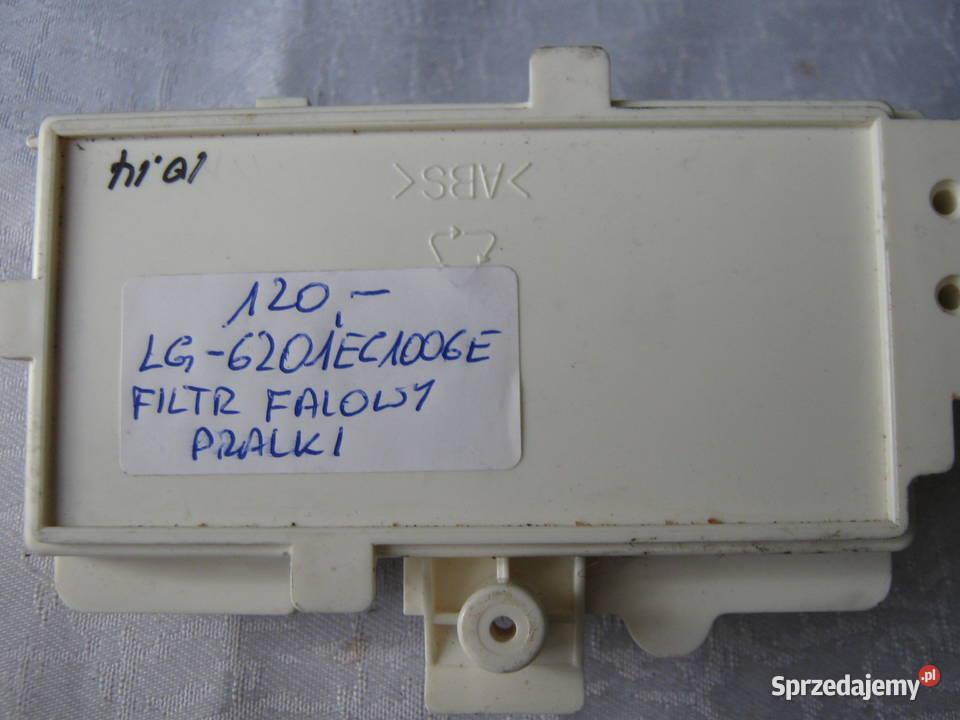 10.14
>ABS<
120,-
LG-6201EC1006E
FILTR FALOWY
PRALKI
Sprzedajemy.pl